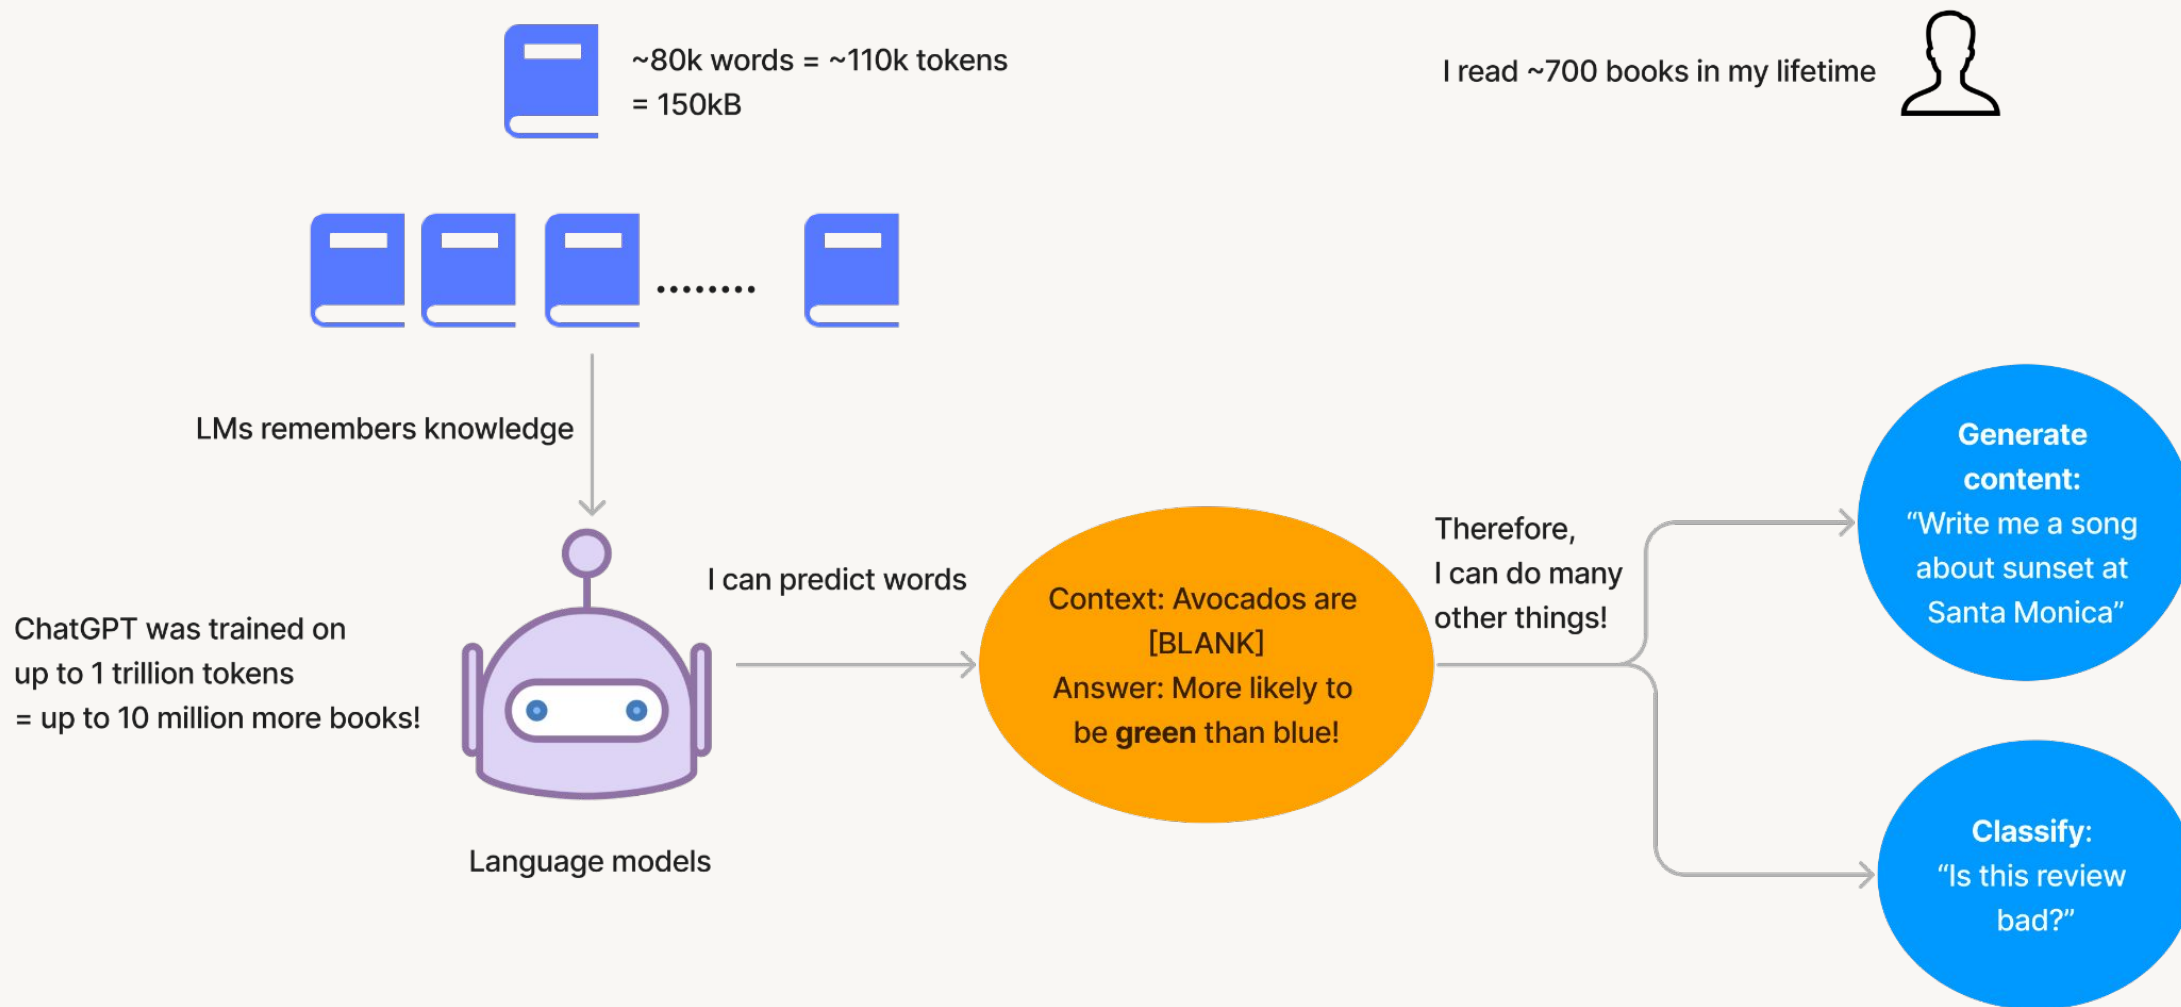 ~80k words = ~110k tokens
= 150kB
I read ~700 books in my lifetime
LMs remembers knowledge
ChatGPT was trained on
up to 1 trillion tokens
= up to 10 million more books!
Language models
I can predict words
Context: Avocados are
[BLANK]
Answer: More likely to
be green than blue!
Therefore,
I can do many
other things!
Generate
content:
“Write me a song
about sunset at
Santa Monica”
Classify:
“Is this review
bad?”